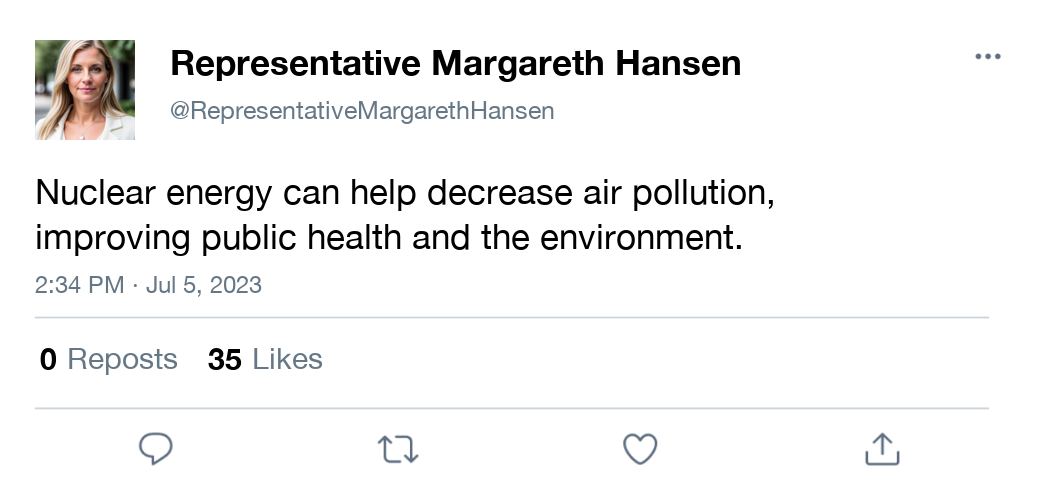 Representative Margareth Hansen
@RepresentativeMargarethHansen
Nuclear energy can help decrease air pollution,
improving public health and the environment.
2:34 PM · Jul 5, 2023
0 Reposts 35 Likes